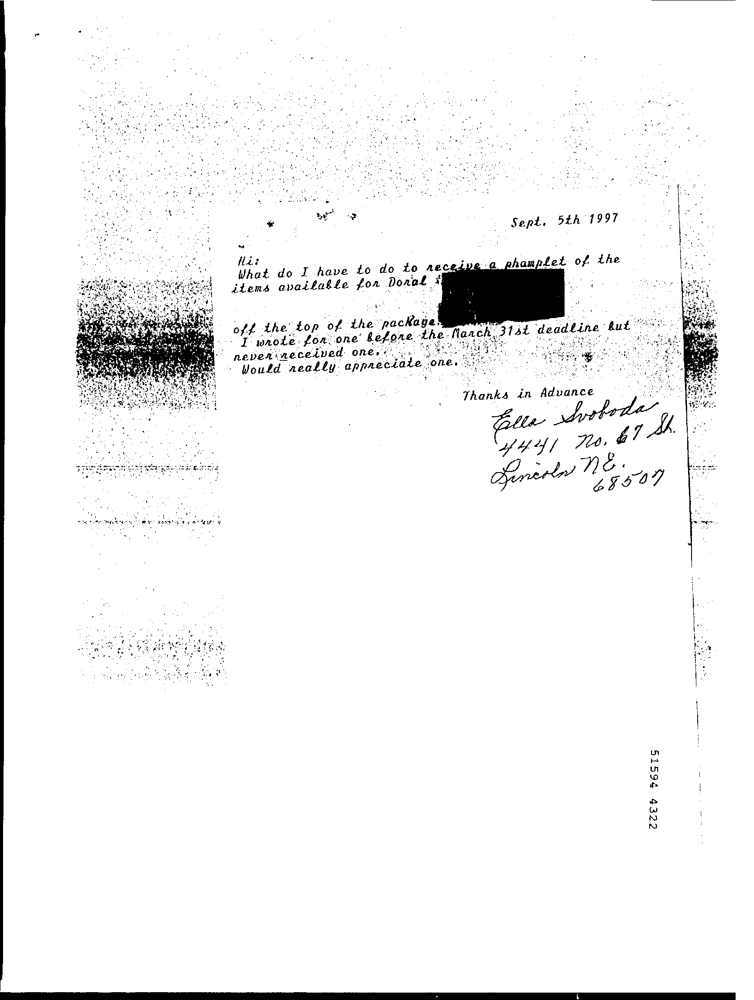 Sept. 5th 1997
Hi:
What do I have to do to receive a phamplet of the
items available for Doral
off the top of the package.
I wrote for one before the March 31st deadline but
never received one.
Would really appreciate one.
Thanks in Advance
Ella Svoboda
4441 No. 67 St.
Lincoln NE.
68507
51594 4322